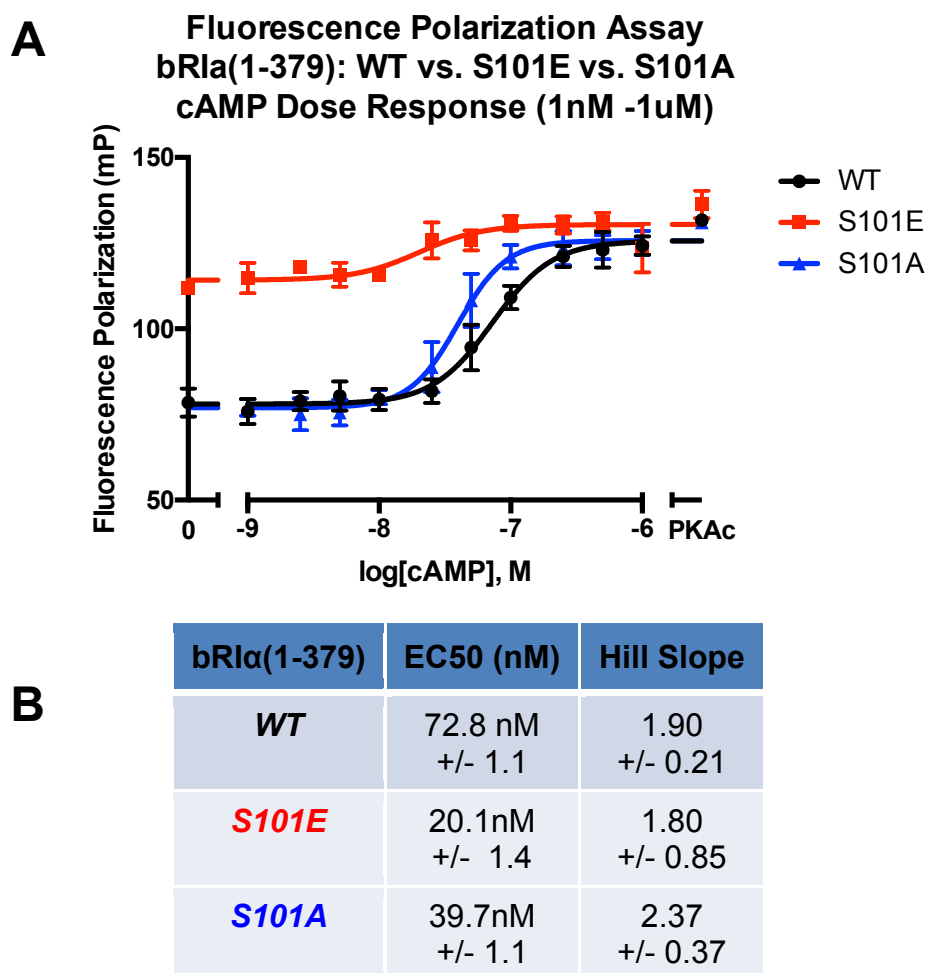 A
Fluorescence Polarization Assay
bRIa(1-379): WT vs. S101E vs. S101A
cAMP Dose Response (1nM -1uM)
Fluorescence Polarization (mP)
150
100
50
0
-9
-8
-7
-6
PKAc
log[cAMP], M
WT
S101E
S101A
B
bRIα(1-379) EC50 (nM) Hill Slope
WT 72.8 nM 1.90
+/- 1.1 +/- 0.21
S101E 20.1nM 1.80
+/- 1.4 +/- 0.85
S101A 39.7nM 2.37
+/- 1.1 +/- 0.37